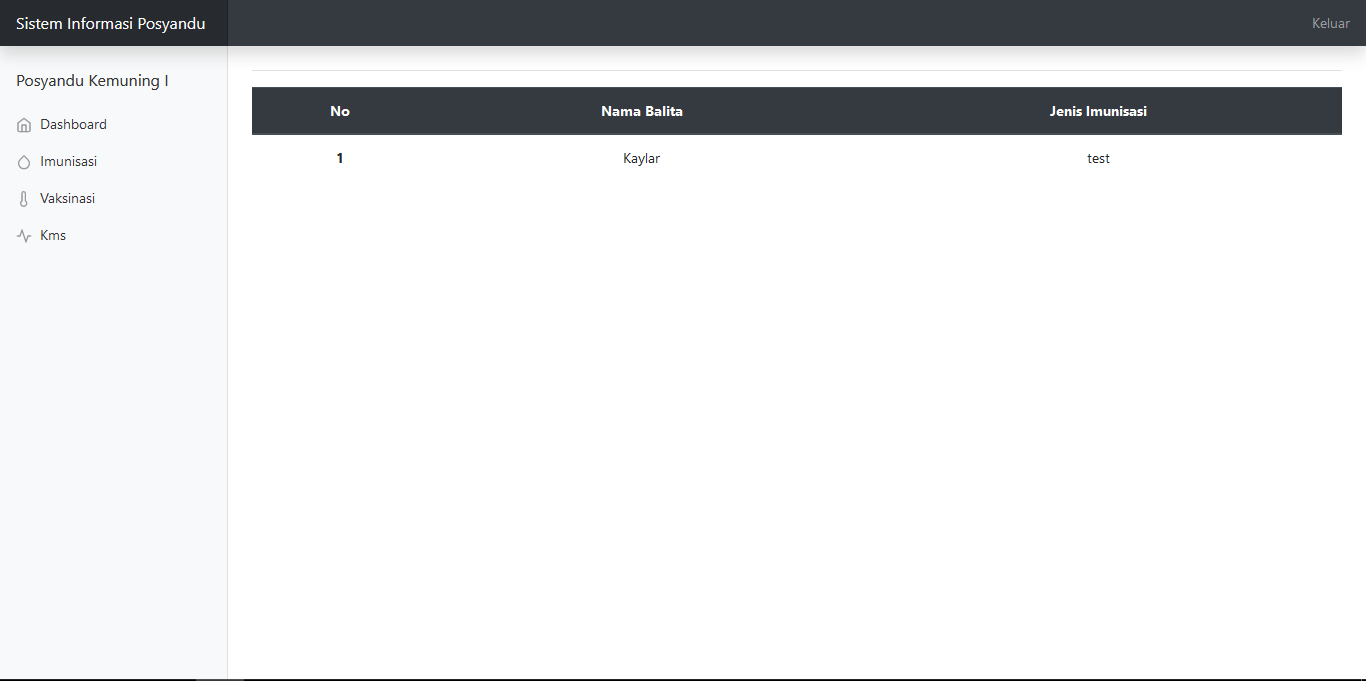 Sistem Informasi Posyandu
Keluar
Posyandu Kemuning I
Dashboard
Imunisasi
Vaksinasi
Kms
No Nama Balita Jenis Imunisasi
1 Kaylar test